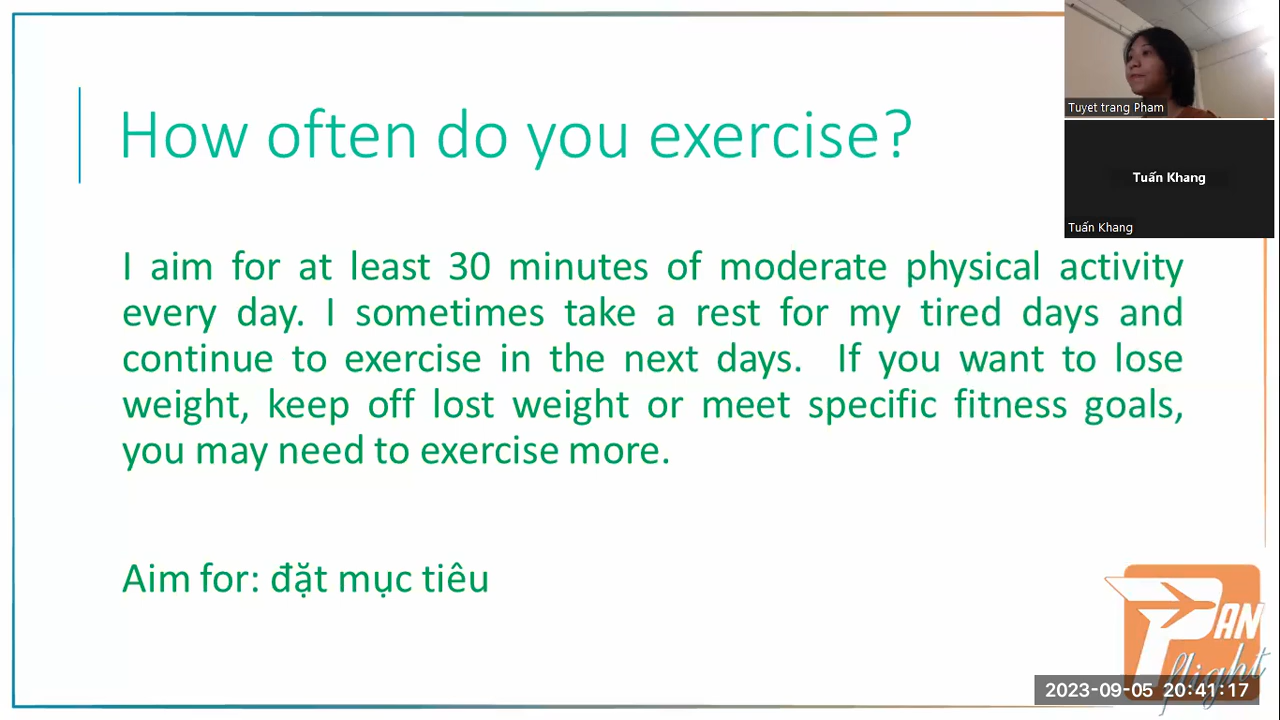 How often do you exercise?
Tuyet trang Pham
Tuấn Khang
Tuấn Khang
I aim for at least 30 minutes of moderate physical activity
every day. I sometimes take a rest for my tired days and
continue to exercise in the next days. If you want to lose
weight, keep off lost weight or meet specific fitness goals,
you may need to exercise more.
Aim for: đặt mục tiêu
PAN
flight
2023-09-05 20:41:17